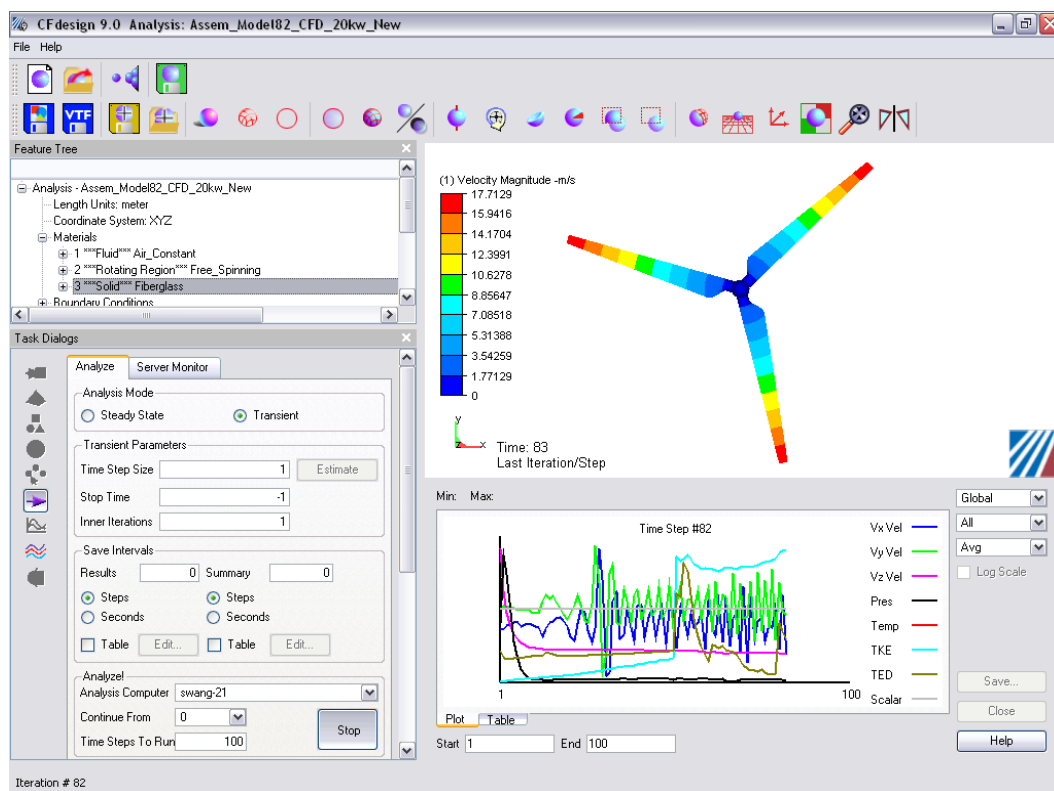 CFdesign 9.0 Analysis: Assem_Model82_CFD_20kw_New
File Help
VTF
Feature Tree
Analysis - Assem_Model82_CFD_20kw_New
Length Units: meter
Coordinate System: XYZ
Materials
1 ***Fluid*** Air_Constant
2 ***Rotating Region*** Free_Spinning
3 ***Solid*** Fiberglass
Boundary Conditions
Task Dialogs
Analyze Server Monitor
Analysis Mode
Steady State Transient
Transient Parameters
Time Step Size 1 Estimate
Stop Time -1
Inner Iterations 1
Save Intervals
Results 0 Summary 0
Steps Steps
Seconds Seconds
Table Edit... Table Edit...
Analyze!
Analysis Computer swang-21
Continue From 0
Time Steps To Run 100
Stop
Iteration # 82
(1) Velocity Magnitude -m/s
17.7129
15.9416
14.1704
12.3991
10.6278
8.85647
7.08518
5.31388
3.54259
1.77129
0
y
z x
Time: 83
Last Iteration/Step
Min: Max:
Time Step #82
Vx Vel
Vy Vel
Vz Vel
Pres
Temp
TKE
TED
Scalar
1 100
Plot Table
Start 1 End 100
Global
All
Avg
Log Scale
Save...
Close
Help